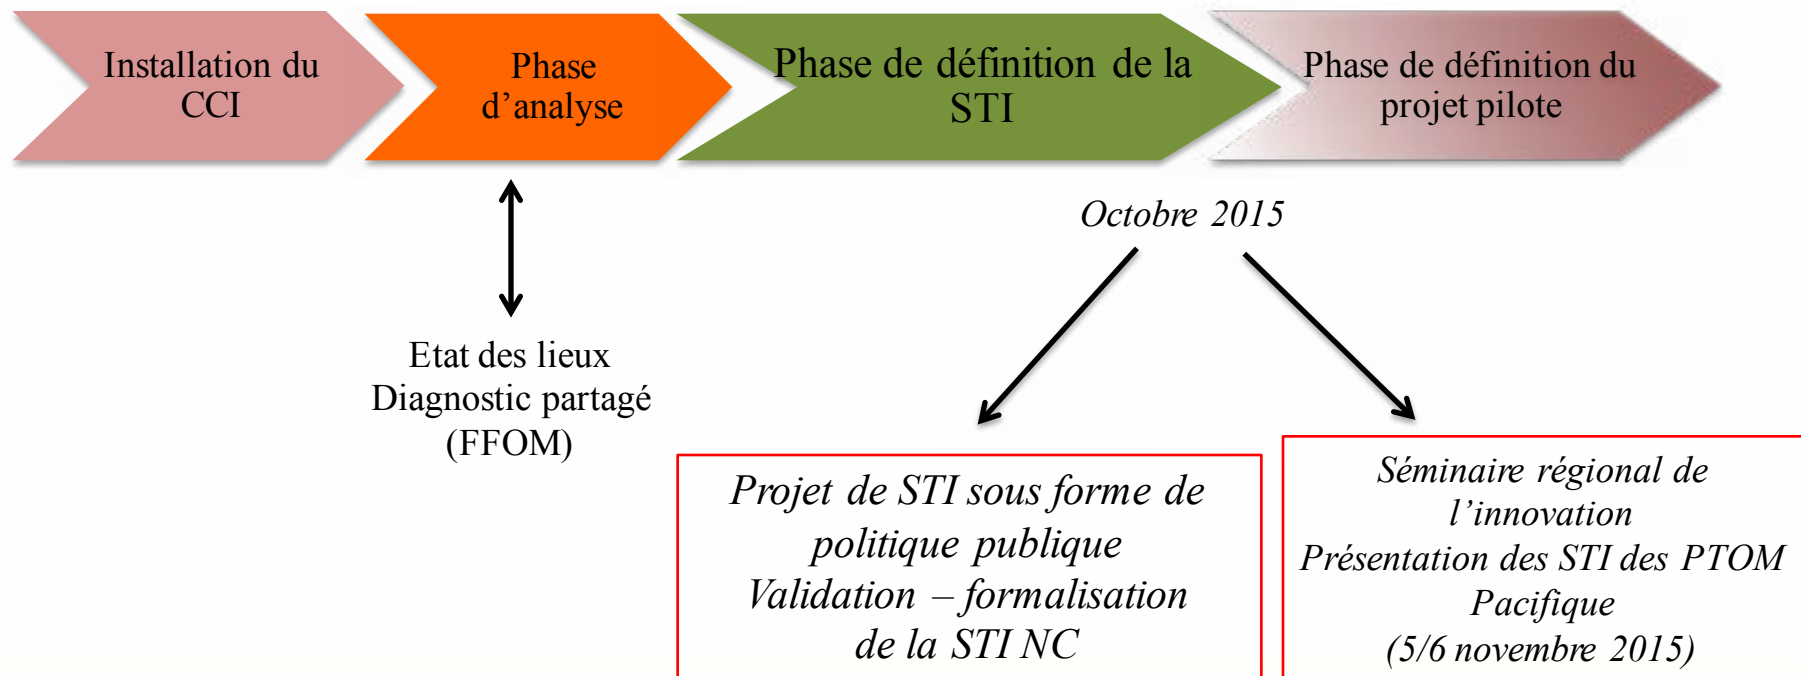 Installation du
CCI
Phase
d’analyse
Phase de définition de la
STI
Phase de définition du
projet pilote
Octobre 2015
Etat des lieux
Diagnostic partagé
(FFOM)
Projet de STI sous forme de
politique publique
Validation – formalisation
de la STI NC
Séminaire régional de
l’innovation
Présentation des STI des PTOM
Pacifique
(5/6 novembre 2015)